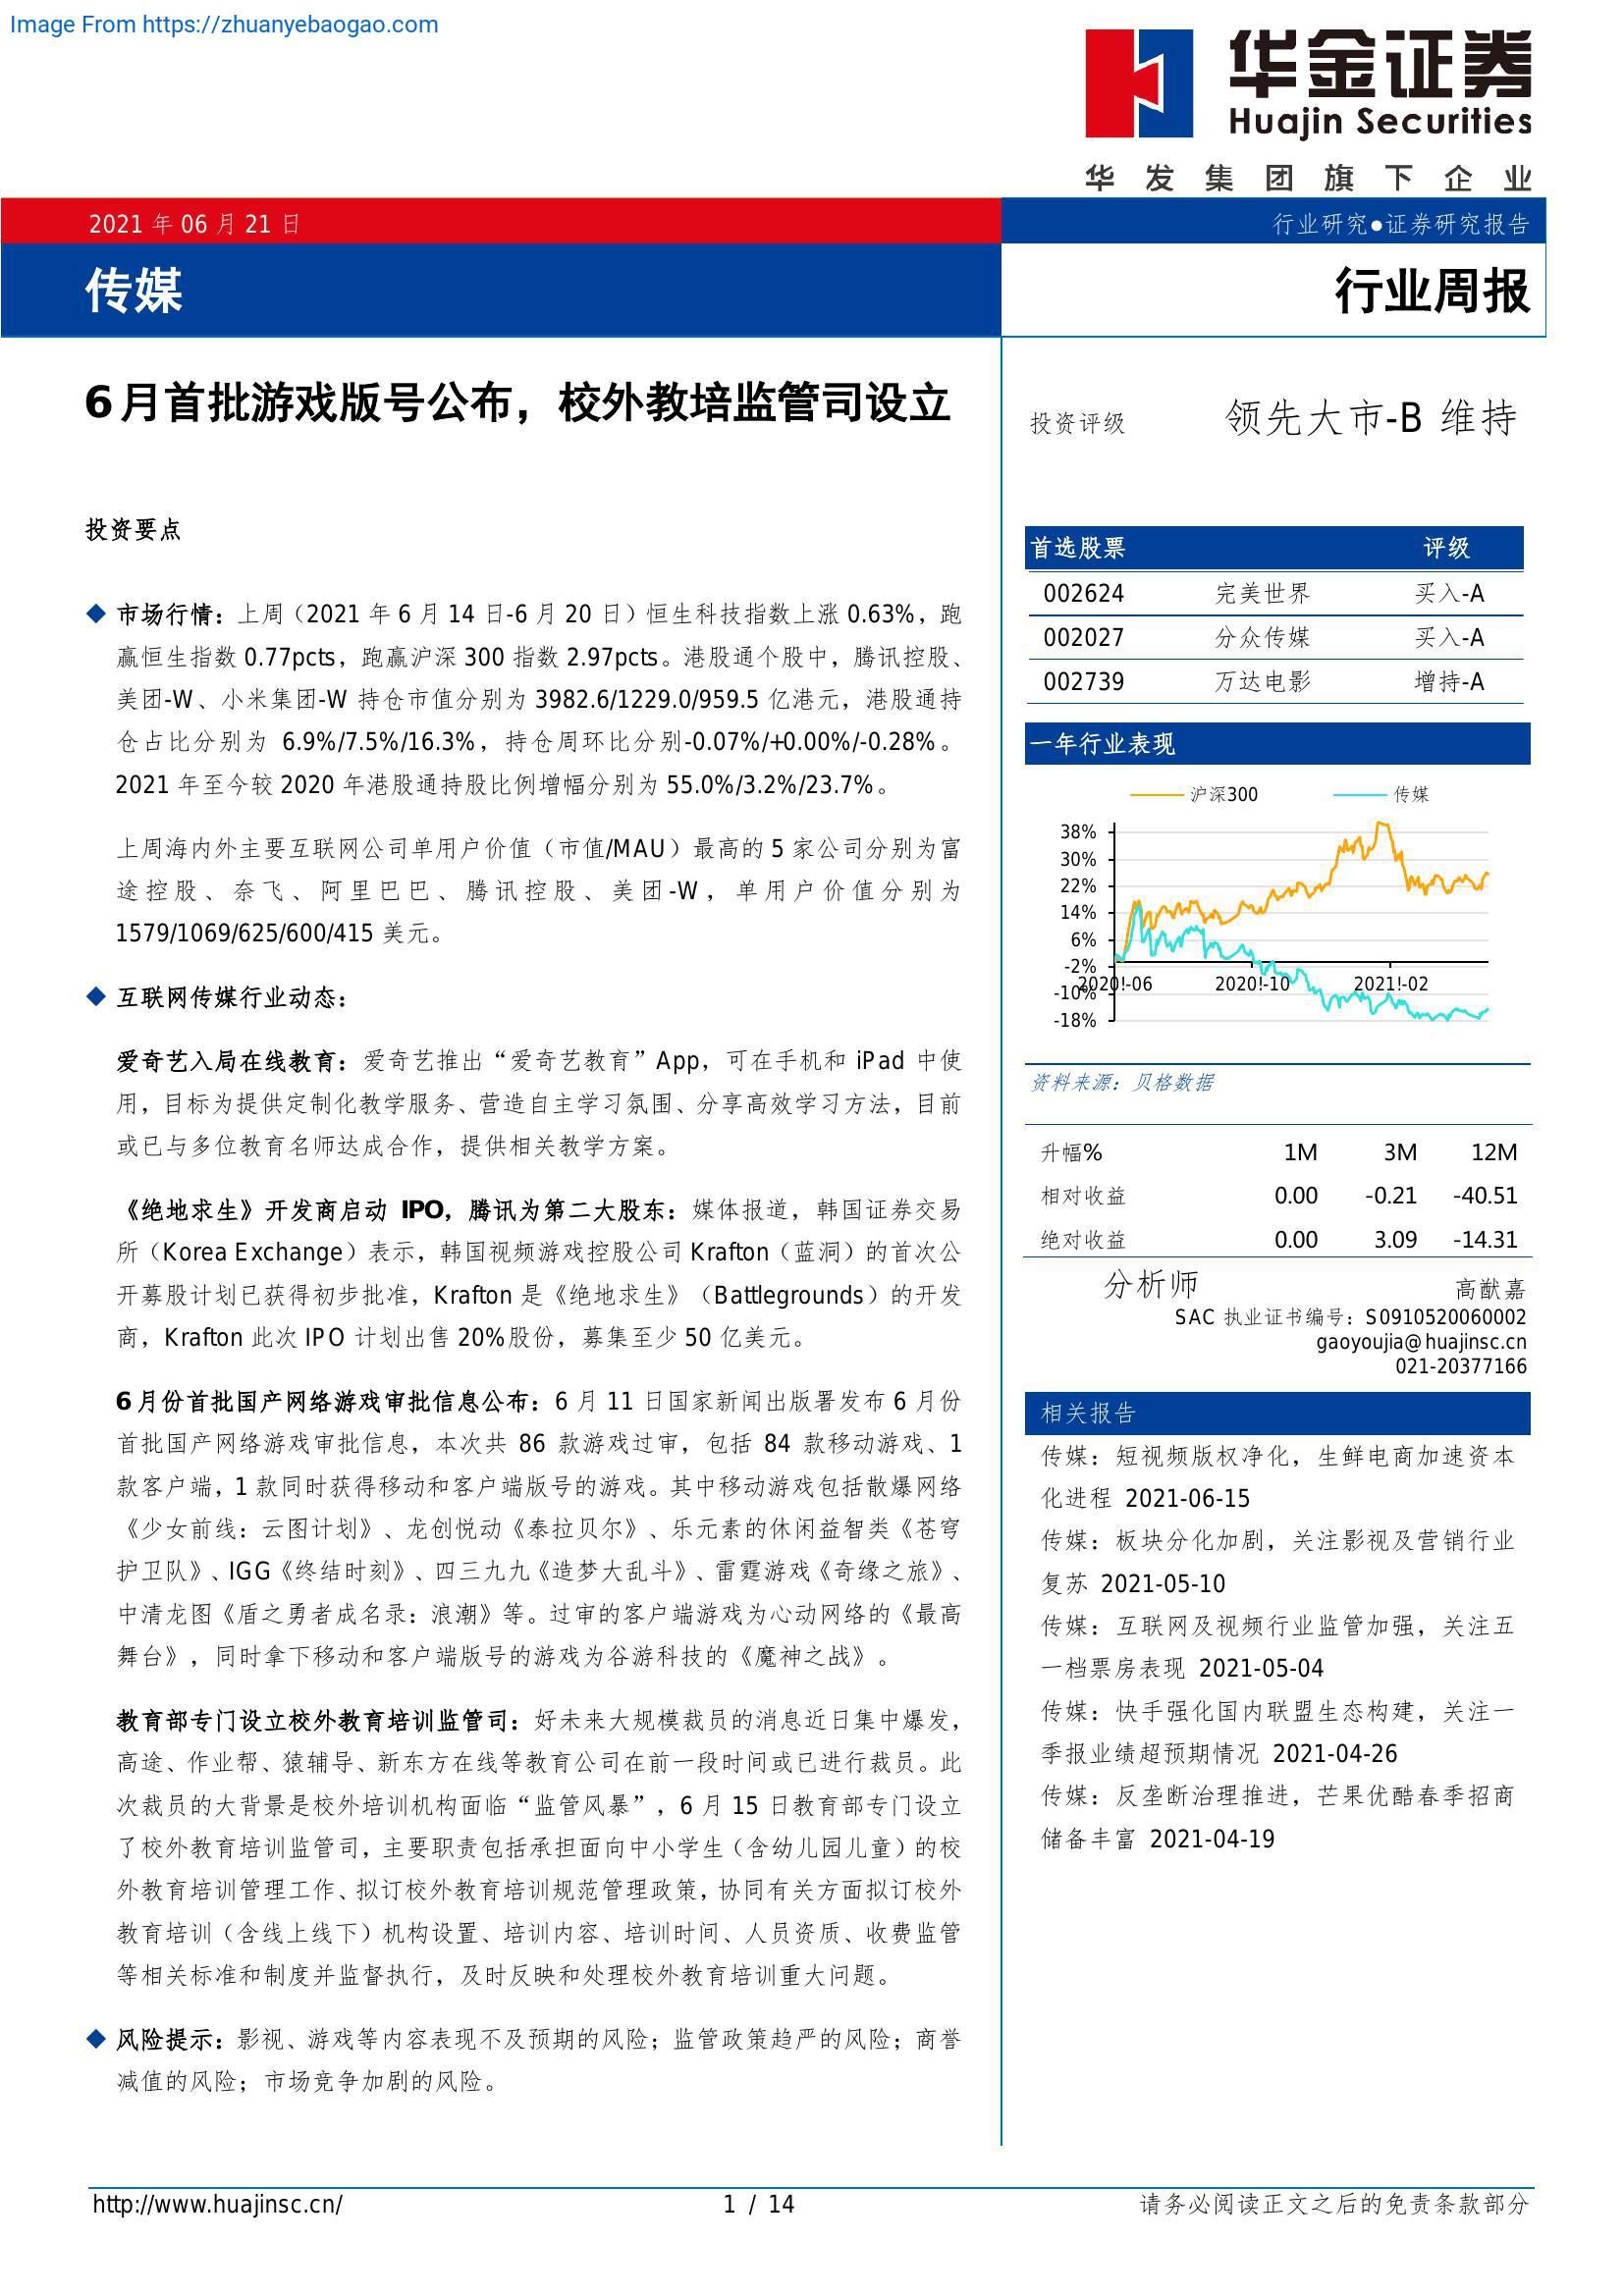 Image From https://zhuanyebaogao.com
华金证券
Huajin Securities
华发集团旗下企业
2021 年 06 月 21 日
行业研究●证券研究报告
传媒
行业周报
6月首批游戏版号公布，校外教培监管司设立
投资要点
◆ 市场行情：上周（2021 年 6 月 14 日-6 月 20 日）恒生科技指数上涨 0.63%，跑
赢恒生指数 0.77pcts，跑赢沪深 300 指数 2.97pcts。港股通个股中，腾讯控股、
美团-W、小米集团-W 持仓市值分别为 3982.6/1229.0/959.5 亿港元，港股通持
仓占比分别为 6.9%/7.5%/16.3%，持仓周环比分别-0.07%/+0.00%/-0.28%。
2021 年至今较 2020 年港股通持股比例增幅分别为 55.0%/3.2%/23.7%。
上周海内外主要互联网公司单用户价值（市值/MAU）最高的 5 家公司分别为富
途控股、奈飞、阿里巴巴、腾讯控股、美团-W，单用户价值分别为
1579/1069/625/600/415 美元。
◆ 互联网传媒行业动态：
爱奇艺入局在线教育：爱奇艺推出“爱奇艺教育”App，可在手机和 iPad 中使
用，目标为提供定制化教学服务、营造自主学习氛围、分享高效学习方法，目前
或已与多位教育名师达成合作，提供相关教学方案。
《绝地求生》开发商启动 IPO，腾讯为第二大股东：媒体报道，韩国证券交易
所（Korea Exchange）表示，韩国视频游戏控股公司 Krafton（蓝洞）的首次公
开募股计划已获得初步批准，Krafton 是《绝地求生》（Battlegrounds）的开发
商，Krafton 此次 IPO 计划出售 20%股份，募集至少 50 亿美元。
6 月份首批国产网络游戏审批信息公布：6 月 11 日国家新闻出版署发布 6 月份
首批国产网络游戏审批信息，本次共 86 款游戏过审，包括 84 款移动游戏、1
款客户端，1 款同时获得移动和客户端版号的游戏。其中移动游戏包括散爆网络
《少女前线：云图计划》、龙创悦动《泰拉贝尔》、乐元素的休闲益智类《苍穹
护卫队》、IGG《终结时刻》、四三九九《造梦大乱斗》、雷霆游戏《奇缘之旅》、
中清龙图《盾之勇者成名录：浪潮》等。过审的客户端游戏为心动网络的《最高
舞台》，同时拿下移动和客户端版号的游戏为谷游科技的《魔神之战》。
教育部专门设立校外教育培训监管司：好未来大规模裁员的消息近日集中爆发，
高途、作业帮、猿辅导、新东方在线等教育公司在前一段时间或已进行裁员。此
次裁员的大背景是校外培训机构面临“监管风暴”，6 月 15 日教育部专门设立
了校外教育培训监管司，主要职责包括承担面向中小学生（含幼儿园儿童）的校
外教育培训管理工作、拟订校外教育培训规范管理政策，协同有关方面拟订校外
教育培训（含线上线下）机构设置、培训内容、培训时间、人员资质、收费监管
等相关标准和制度并监督执行，及时反映和处理校外教育培训重大问题。
◆ 风险提示：影视、游戏等内容表现不及预期的风险；监管政策趋严的风险；商誉
减值的风险；市场竞争加剧的风险。
投资评级 领先大市-B 维持
首选股票 评级
002624 完美世界 买入-A
002027 分众传媒 买入-A
002739 万达电影 增持-A
一年行业表现
沪深300 传媒
38%
30%
22%
14%
6%
-2%
2020!-06 2020!-10 2021!-02
-10%
-18%
资料来源：贝格数据
升幅% 1M 3M 12M
相对收益 0.00 -0.21 -40.51
绝对收益 0.00 3.09 -14.31
分析师 高猷嘉
SAC 执业证书编号：S0910520060002
gaoyoujia@huajinsc.cn
021-20377166
相关报告
传媒：短视频版权净化，生鲜电商加速资本
化进程 2021-06-15
传媒：板块分化加剧，关注影视及营销行业
复苏 2021-05-10
传媒：互联网及视频行业监管加强，关注五
一档票房表现 2021-05-04
传媒：快手强化国内联盟生态构建，关注一
季报业绩超预期情况 2021-04-26
传媒：反垄断治理推进，芒果优酷春季招商
储备丰富 2021-04-19
http://www.huajinsc.cn/ 1 / 14 请务必阅读正文之后的免责条款部分